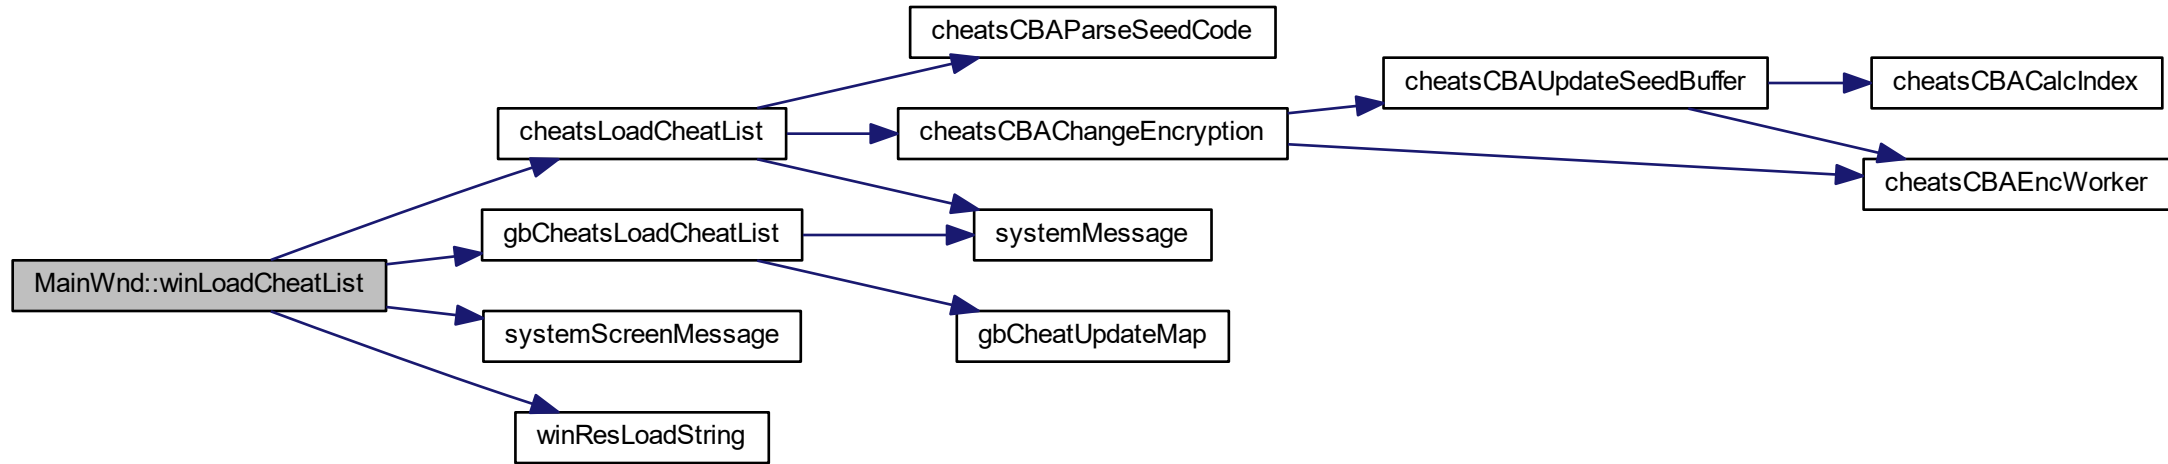 cheatsCBAParseSeedCode
cheatsCBAUpdateSeedBuffer
cheatsCBACalcIndex
cheatsLoadCheatList
cheatsCBAChangeEncryption
cheatsCBAEncWorker
gbCheatsLoadCheatList
systemMessage
MainWnd::winLoadCheatList
systemScreenMessage
gbCheatUpdateMap
winResLoadString